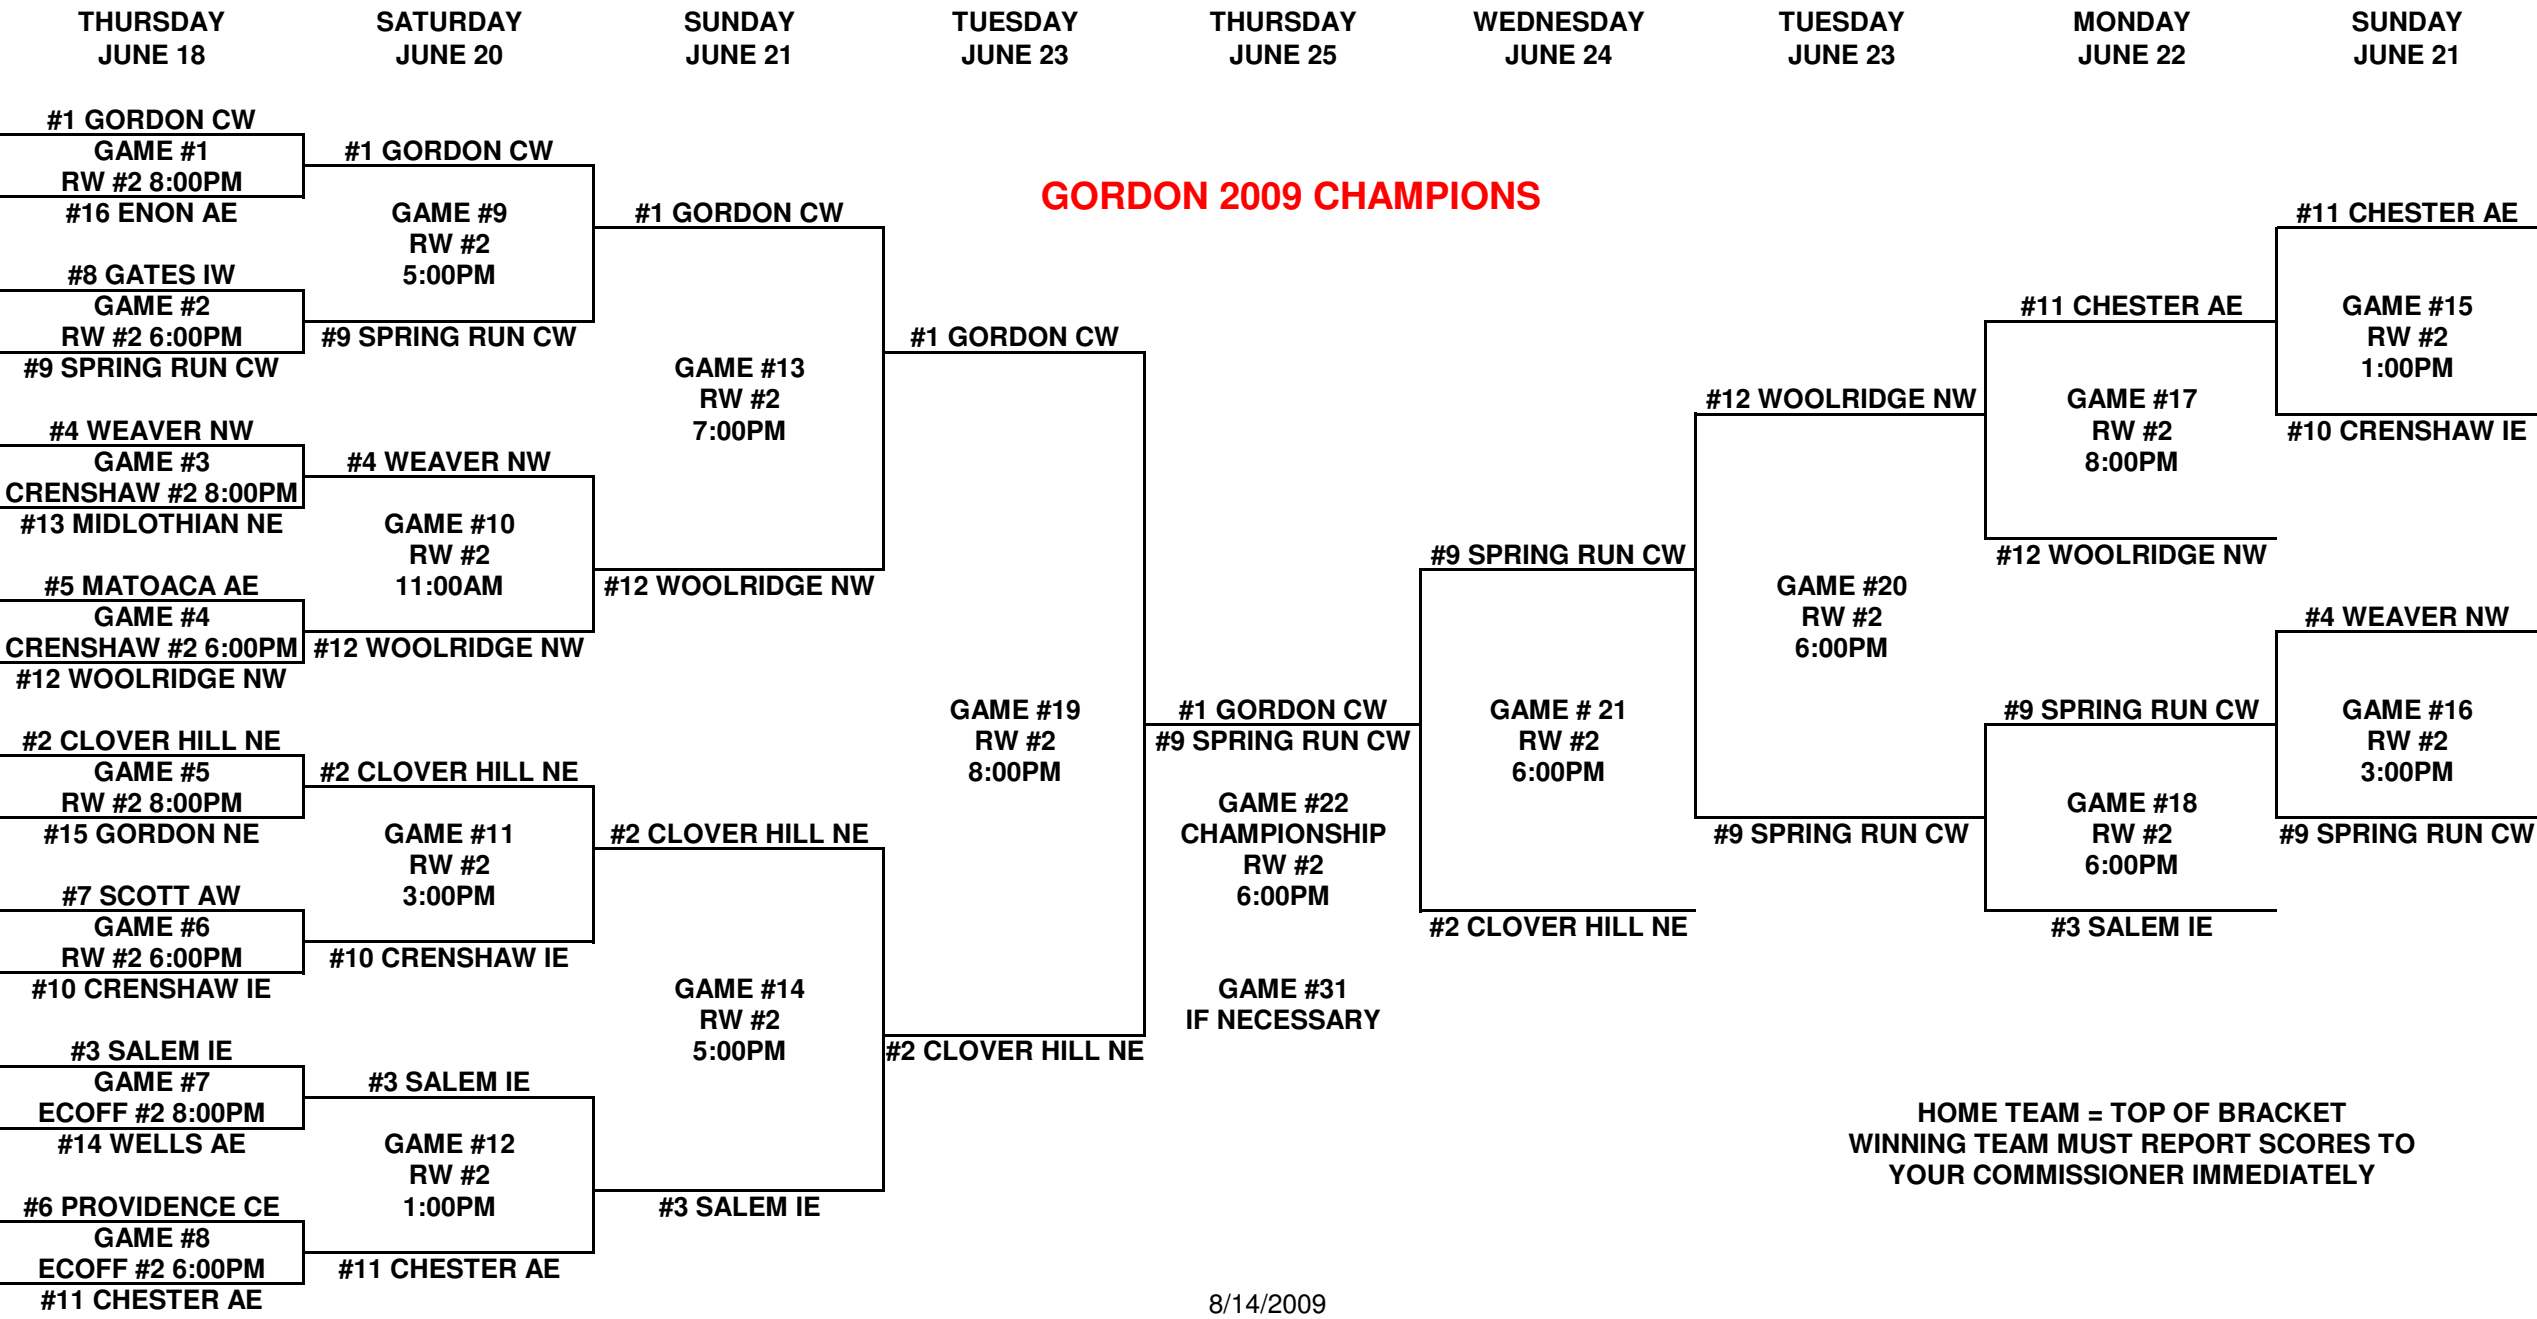 THURSDAY
JUNE 18
SATURDAY
JUNE 20
SUNDAY
JUNE 21
TUESDAY
JUNE 23
THURSDAY
JUNE 25
WEDNESDAY
JUNE 24
TUESDAY
JUNE 23
MONDAY
JUNE 22
SUNDAY
JUNE 21
#1 GORDON CW
GAME #1
RW #2 8:00PM
#16 ENON AE
#8 GATES IW
GAME #2
RW #2 6:00PM
#9 SPRING RUN CW
#4 WEAVER NW
GAME #3
CRENSHAW #2 8:00PM
#13 MIDLOTHIAN NE
#5 MATOACA AE
GAME #4
CRENSHAW #2 6:00PM
#12 WOOLRIDGE NW
#2 CLOVER HILL NE
GAME #5
RW #2 8:00PM
#15 GORDON NE
#7 SCOTT AW
GAME #6
RW #2 6:00PM
#10 CRENSHAW IE
#3 SALEM IE
GAME #7
ECOFF #2 8:00PM
#14 WELLS AE
#6 PROVIDENCE CE
GAME #8
ECOFF #2 6:00PM
#11 CHESTER AE
#1 GORDON CW
GAME #9
RW #2
5:00PM
#9 SPRING RUN CW
#4 WEAVER NW
GAME #10
RW #2
11:00AM
#12 WOOLRIDGE NW
#2 CLOVER HILL NE
GAME #11
RW #2
3:00PM
#10 CRENSHAW IE
#3 SALEM IE
GAME #12
RW #2
1:00PM
#11 CHESTER AE
#1 GORDON CW
GAME #13
RW #2
7:00PM
#12 WOOLRIDGE NW
#2 CLOVER HILL NE
GAME #14
RW #2
5:00PM
#3 SALEM IE
#1 GORDON CW
GAME #19
RW #2
8:00PM
#2 CLOVER HILL NE
GORDON 2009 CHAMPIONS
#1 GORDON CW
#9 SPRING RUN CW
GAME #22
CHAMPIONSHIP
RW #2
6:00PM
GAME #31
IF NECESSARY
#9 SPRING RUN CW
GAME # 21
RW #2
6:00PM
#2 CLOVER HILL NE
#12 WOOLRIDGE NW
GAME #20
RW #2
6:00PM
#9 SPRING RUN CW
#11 CHESTER AE
GAME #17
RW #2
8:00PM
#12 WOOLRIDGE NW
#9 SPRING RUN CW
GAME #18
RW #2
6:00PM
#3 SALEM IE
#11 CHESTER AE
GAME #15
RW #2
1:00PM
#10 CRENSHAW IE
#4 WEAVER NW
GAME #16
RW #2
3:00PM
#9 SPRING RUN CW
HOME TEAM = TOP OF BRACKET
WINNING TEAM MUST REPORT SCORES TO
YOUR COMMISSIONER IMMEDIATELY
8/14/2009